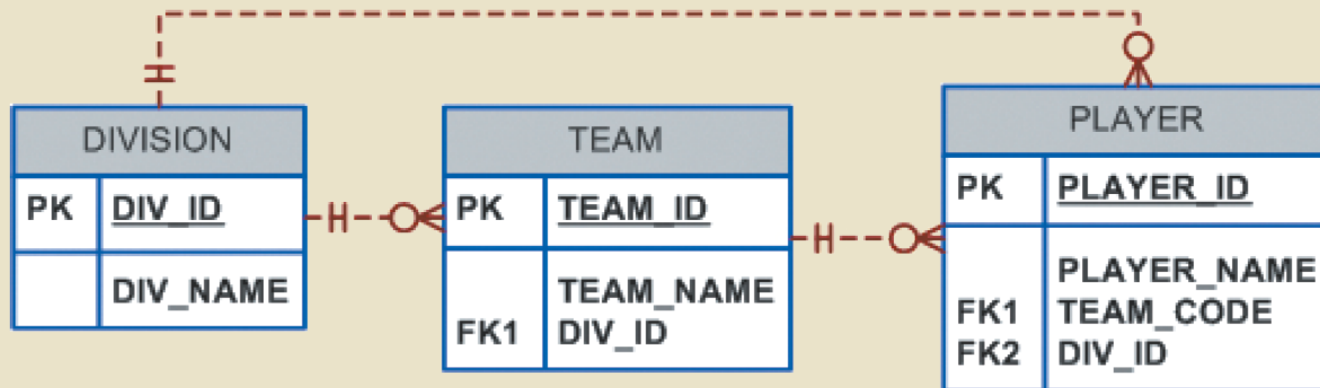 DIVISION
PK DIV_ID
DIV_NAME
TEAM
PK TEAM_ID
TEAM_NAME
FK1 DIV_ID
PLAYER
PK PLAYER_ID
PLAYER_NAME
FK1 TEAM_CODE
FK2 DIV_ID